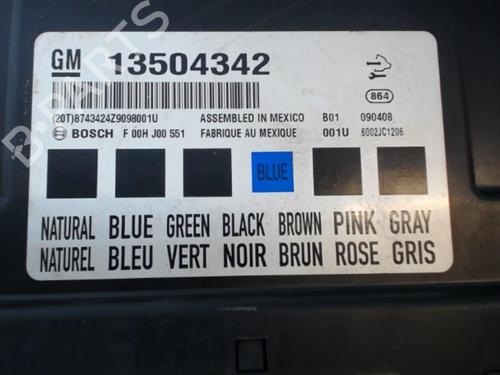 GM 13504342
864
(20T)8743424Z9098001U ASSEMBLED IN MEXICO B01 090408
BOSCH F 00H J00 551 FABRIQUE AU MEXIQUE 001U 6002JC1206
BLUE
NATURAL BLUE GREEN BLACK BROWN PINK GRAY
NATUREL BLEU VERT NOIR BRUN ROSE GRIS
B-PARTS